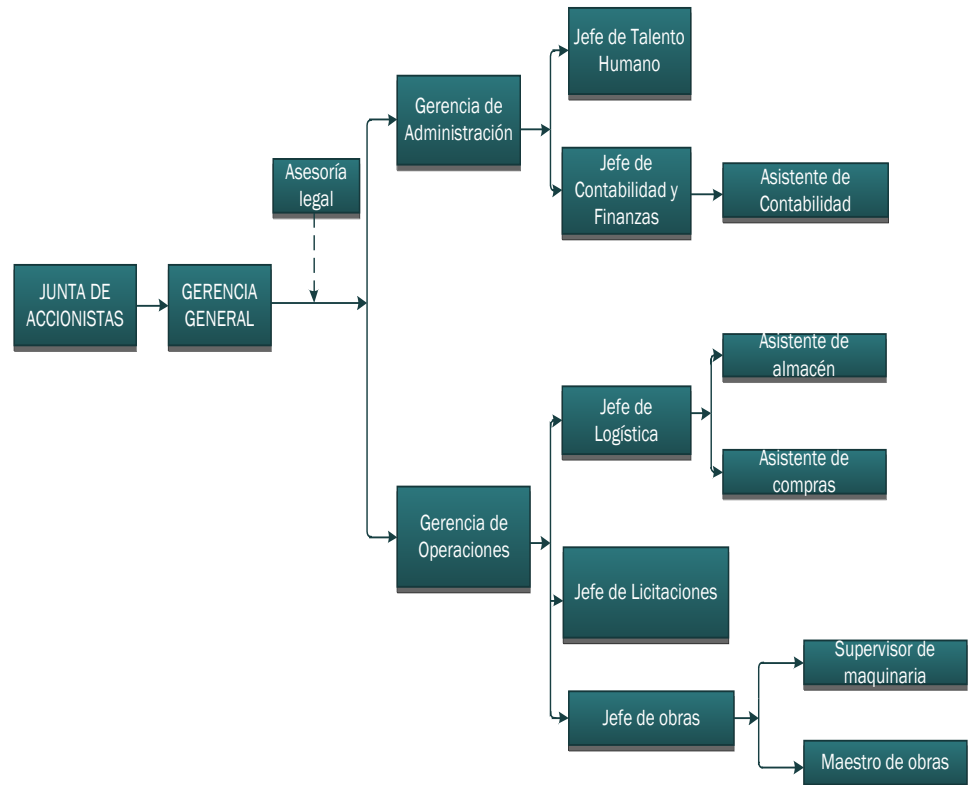 JUNTA DE
ACCIONISTAS
GERENCIA
GENERAL
Asesoría
legal
Gerencia de
Administración
Jefe de Talento
Humano
Jefe de
Contabilidad y
Finanzas
Asistente de
Contabilidad
Gerencia de
Operaciones
Jefe de
Logística
Asistente de
almacén
Asistente de
compras
Jefe de Licitaciones
Jefe de obras
Supervisor de
maquinaria
Maestro de obras